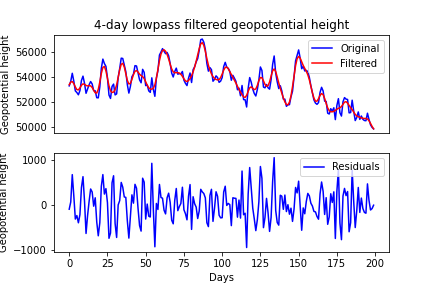 4-day lowpass filtered geopotential height
Geopotential height
56000
54000
52000
50000
Original
Filtered
Geopotential height
1000
0
-1000
Residuals
0 25 50 75 100 125 150 175 200
Days